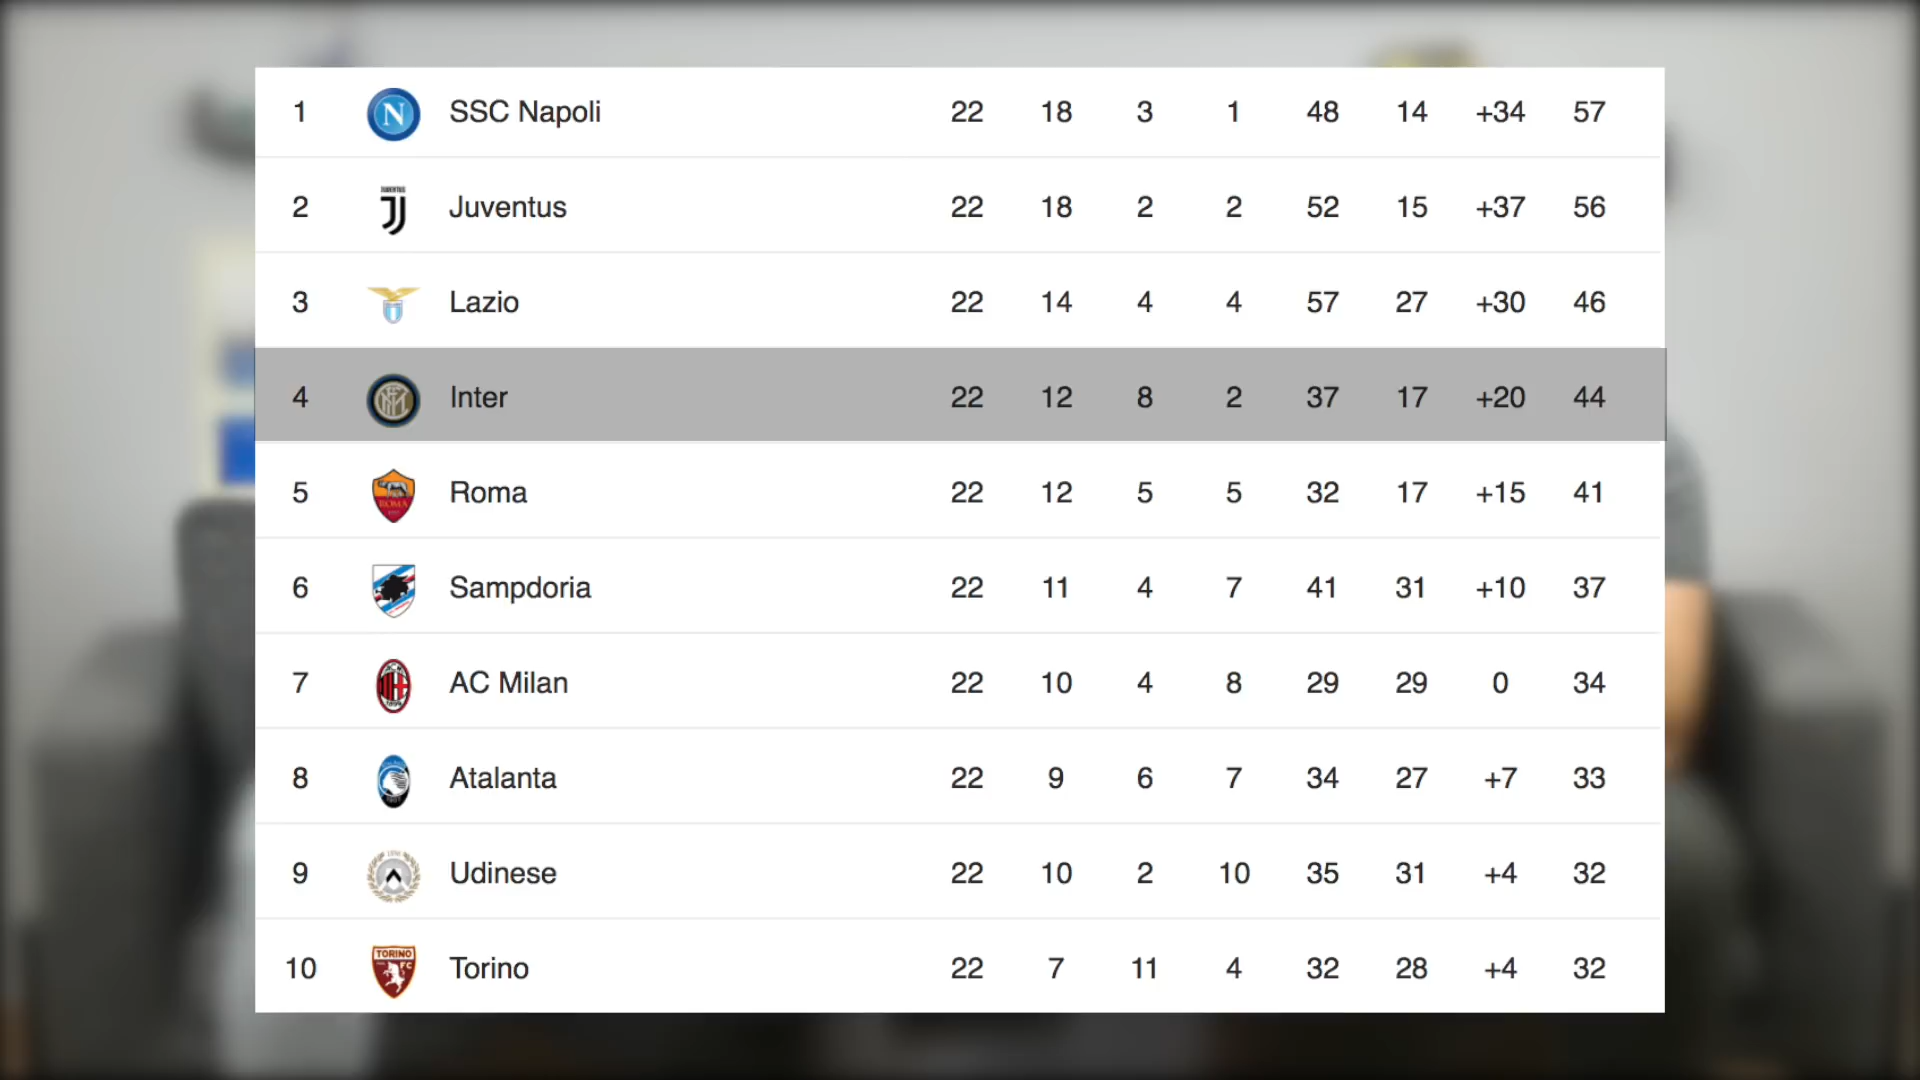 1 SSC Napoli 22 18 3 1 48 14 +34 57
2 Juventus 22 18 2 2 52 15 +37 56
3 Lazio 22 14 4 4 57 27 +30 46
4 Inter 22 12 8 2 37 17 +20 44
5 Roma 22 12 5 5 32 17 +15 41
6 Sampdoria 22 11 4 7 41 31 +10 37
7 AC Milan 22 10 4 8 29 29 0 34
8 Atalanta 22 9 6 7 34 27 +7 33
9 Udinese 22 10 2 10 35 31 +4 32
10 Torino 22 7 11 4 32 28 +4 32